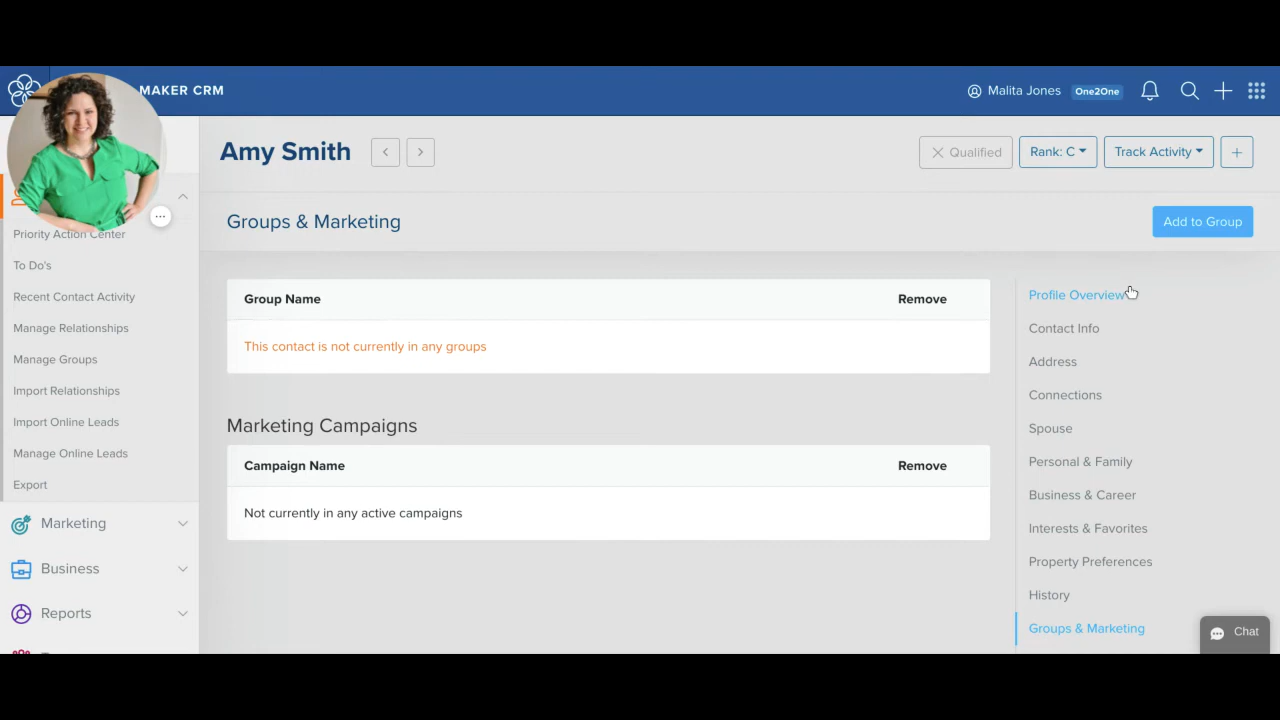 MAKER CRM
Malita Jones
One2One
Amy Smith
Qualified
Rank: C
Track Activity
Groups & Marketing
Add to Group
Priority Action Center
To Do's
Recent Contact Activity
Manage Relationships
Manage Groups
Import Relationships
Import Online Leads
Manage Online Leads
Export
Marketing
Business
Reports
Group Name
Remove
This contact is not currently in any groups
Marketing Campaigns
Campaign Name
Remove
Not currently in any active campaigns
Profile Overview
Contact Info
Address
Connections
Spouse
Personal & Family
Business & Career
Interests & Favorites
Property Preferences
History
Groups & Marketing
Chat